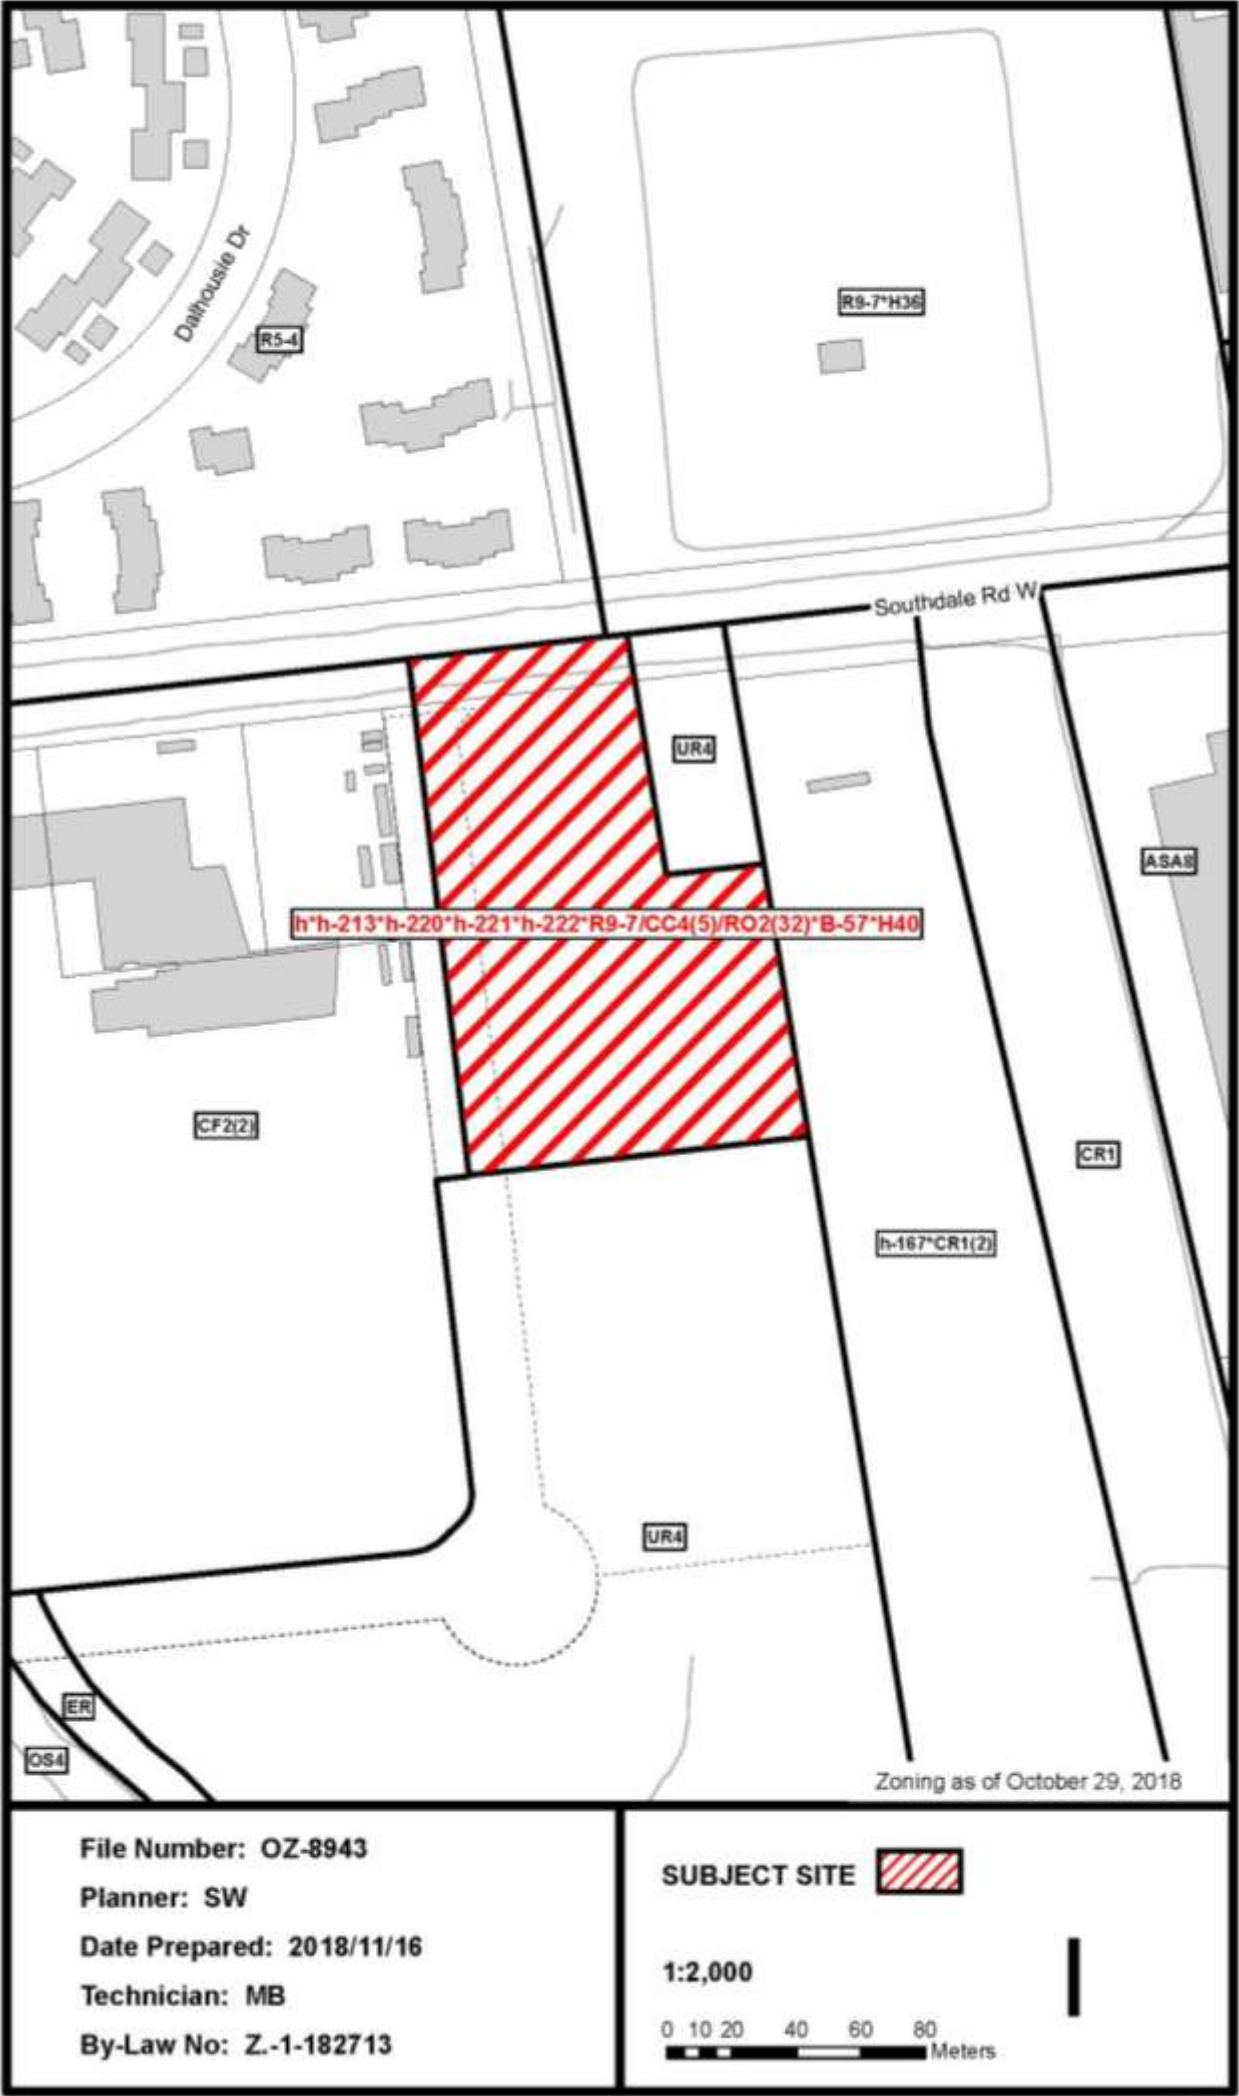 Dalhousie Dr
R9-7*H36
R5-4
Southdale Rd W
UR4
ASA8
h*h-213*h-220*h-221*h-222*R9-7/CC4(5)/RO2(32)*B-57*H40
CF2(2)
CR1
h-167*CR1(2)
UR4
ER
OS4
Zoning as of October 29, 2018
File Number: OZ-8943
Planner: SW
Date Prepared: 2018/11/16
Technician: MB
By-Law No: Z.-1-182713
SUBJECT SITE
1:2,000
0 10 20 40 60 80
Meters